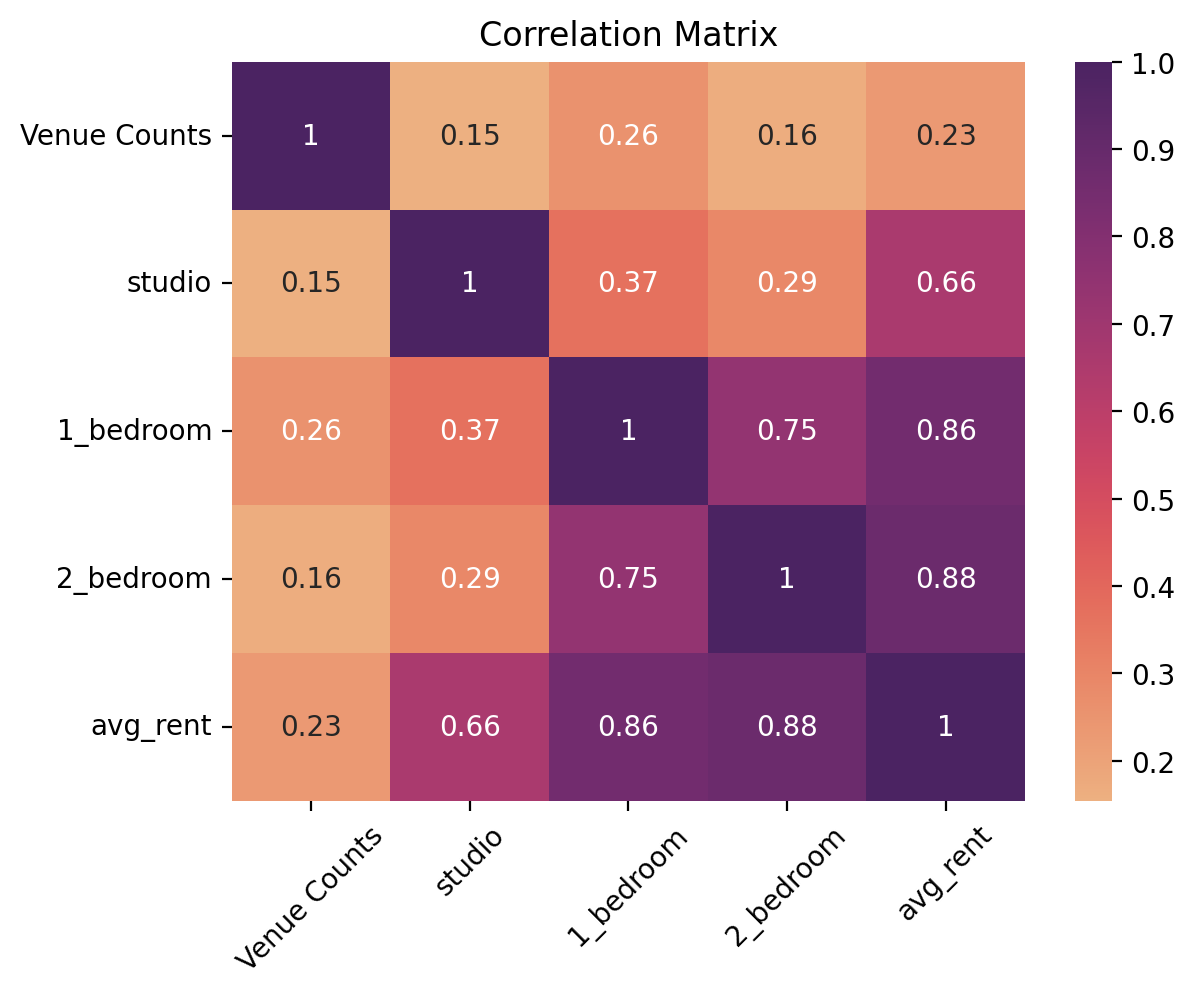 Correlation Matrix
Venue Counts 1 0.15 0.26 0.16 0.23
studio 0.15 1 0.37 0.29 0.66
1_bedroom 0.26 0.37 1 0.75 0.86
2_bedroom 0.16 0.29 0.75 1 0.88
avg_rent 0.23 0.66 0.86 0.88 1
Venue Counts studio 1_bedroom 2_bedroom avg_rent
1.0
0.9
0.8
0.7
0.6
0.5
0.4
0.3
0.2